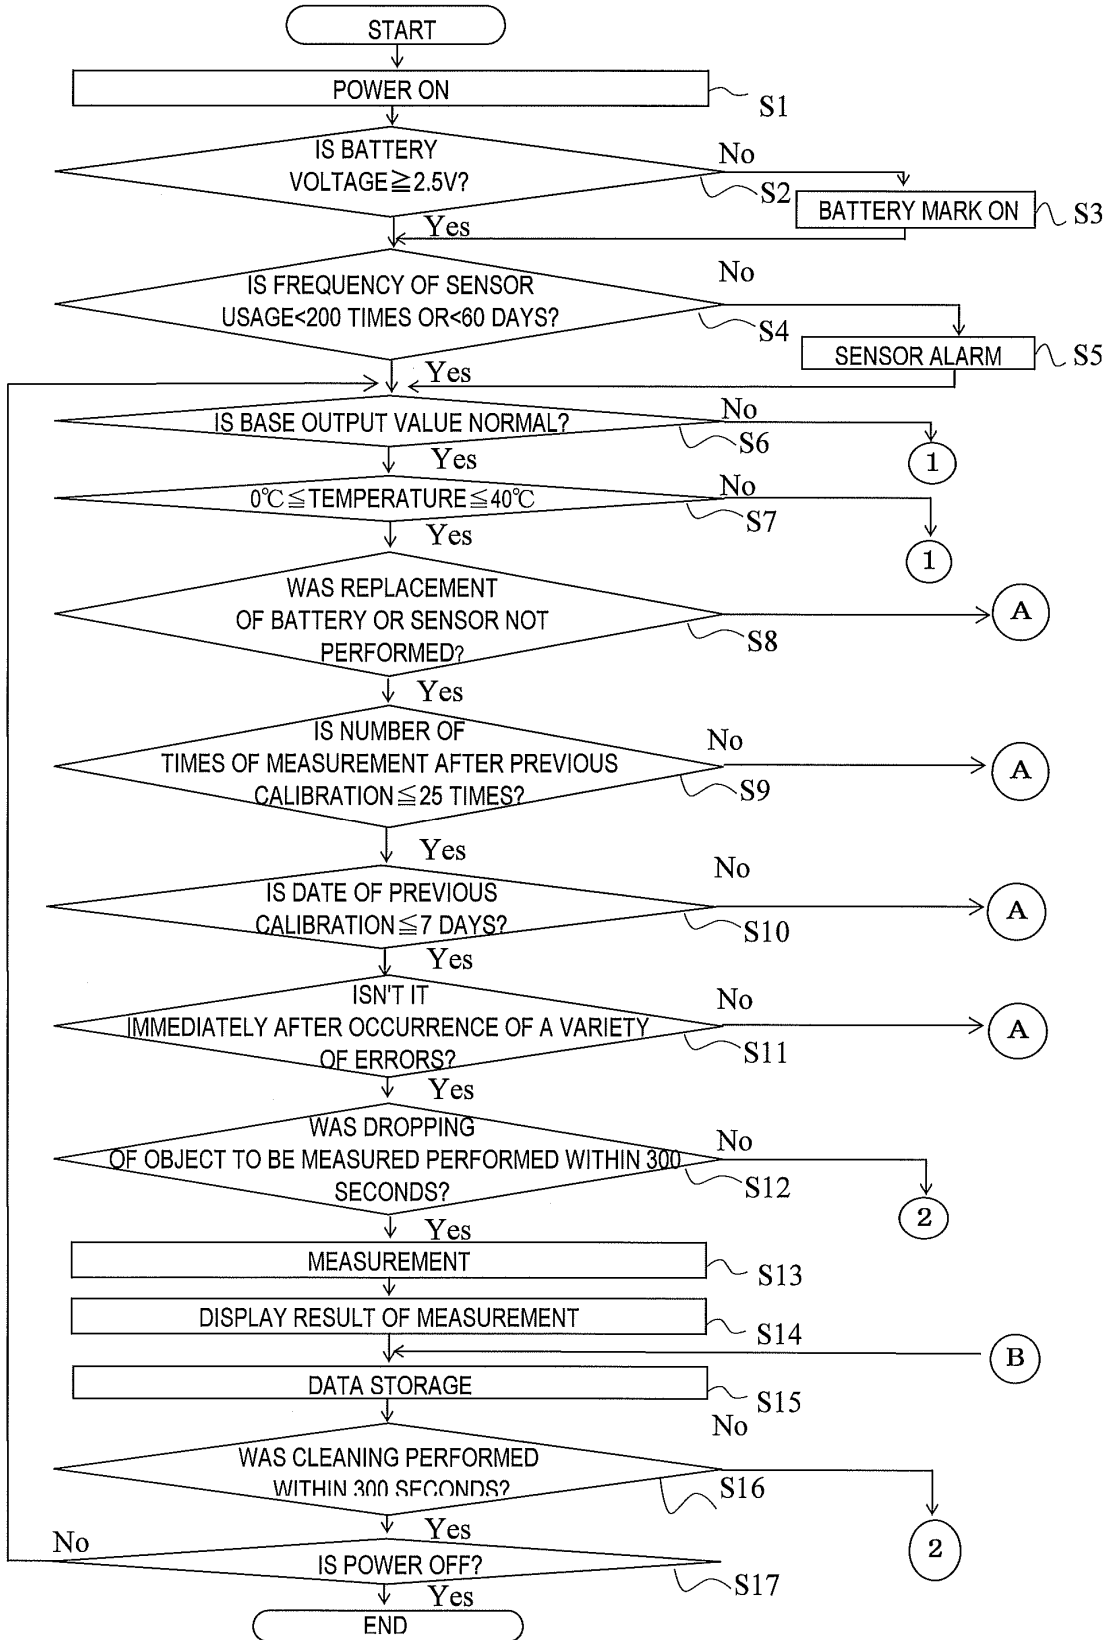 START
POWER ON
S1
IS BATTERY
VOLTAGE≧2.5V?
No
S2
BATTERY MARK ON
S3
Yes
IS FREQUENCY OF SENSOR
USAGE<200 TIMES OR<60 DAYS?
No
S4
SENSOR ALARM
S5
Yes
IS BASE OUTPUT VALUE NORMAL?
No
S6
1
Yes
0℃≦TEMPERATURE≦40℃
No
S7
1
Yes
WAS REPLACEMENT
OF BATTERY OR SENSOR NOT
PERFORMED?
S8
A
Yes
IS NUMBER OF
TIMES OF MEASUREMENT AFTER PREVIOUS
CALIBRATION≦25 TIMES?
No
S9
A
Yes
IS DATE OF PREVIOUS
CALIBRATION≦7 DAYS?
No
S10
A
Yes
ISN'T IT
IMMEDIATELY AFTER OCCURRENCE OF A VARIETY
OF ERRORS?
No
S11
A
Yes
WAS DROPPING
OF OBJECT TO BE MEASURED PERFORMED WITHIN 300
SECONDS?
No
S12
2
Yes
MEASUREMENT
S13
DISPLAY RESULT OF MEASUREMENT
S14
B
DATA STORAGE
S15
No
WAS CLEANING PERFORMED
WITHIN 300 SECONDS?
S16
2
Yes
No
IS POWER OFF?
S17
Yes
END